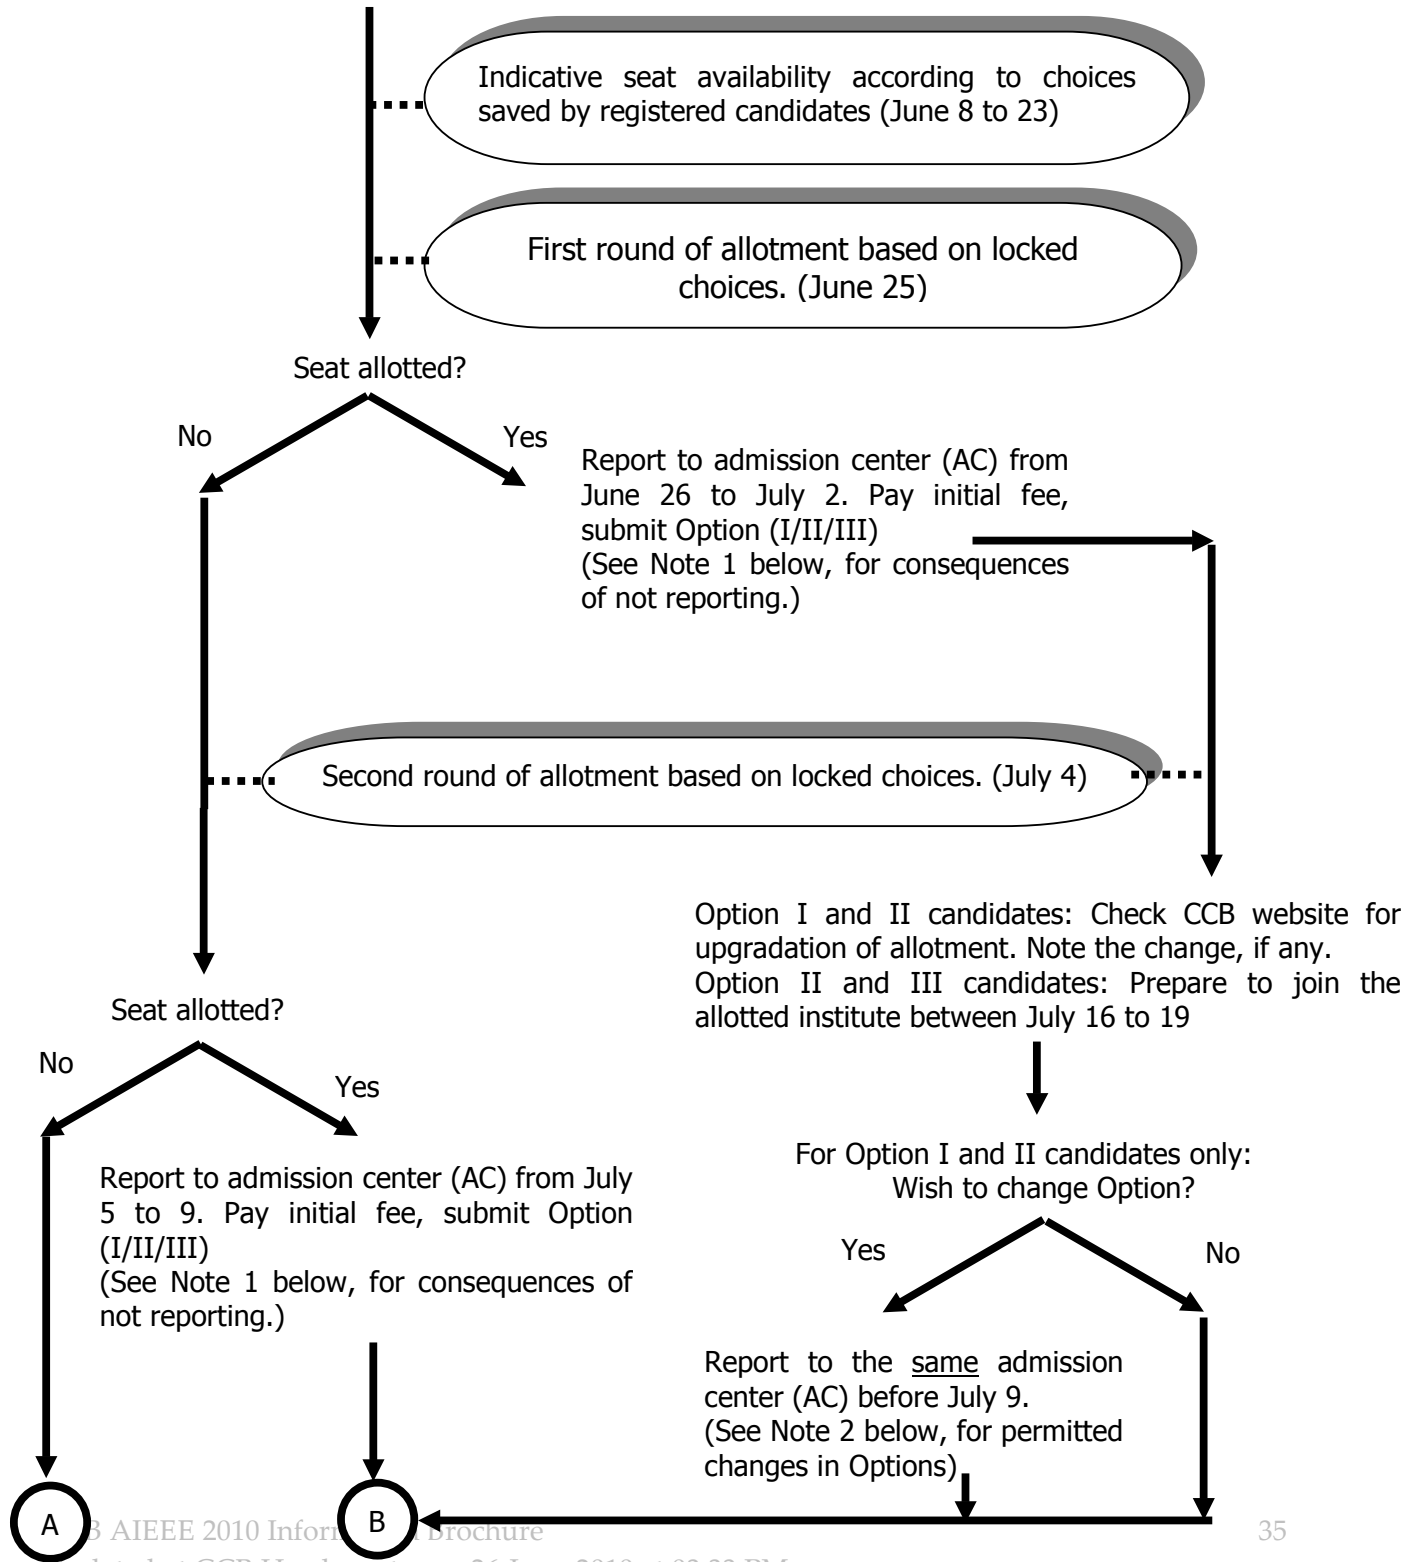 Indicative seat availability according to choices
saved by registered candidates (June 8 to 23)
First round of allotment based on locked
choices. (June 25)
Seat allotted?
No
Yes
Report to admission center (AC) from
June 26 to July 2. Pay initial fee,
submit Option (I/II/III)
(See Note 1 below, for consequences
of not reporting.)
Second round of allotment based on locked choices. (July 4)
Option I and II candidates: Check CCB website for
upgradation of allotment. Note the change, if any.
Option II and III candidates: Prepare to join the
allotted institute between July 16 to 19
Seat allotted?
No
Yes
Report to admission center (AC) from July
5 to 9. Pay initial fee, submit Option
(I/II/III)
(See Note 1 below, for consequences of
not reporting.)
For Option I and II candidates only:
Wish to change Option?
Yes
No
Report to the same admission
center (AC) before July 9.
(See Note 2 below, for permitted
changes in Options)
A
B
AIEEE 2010 Brochure
35